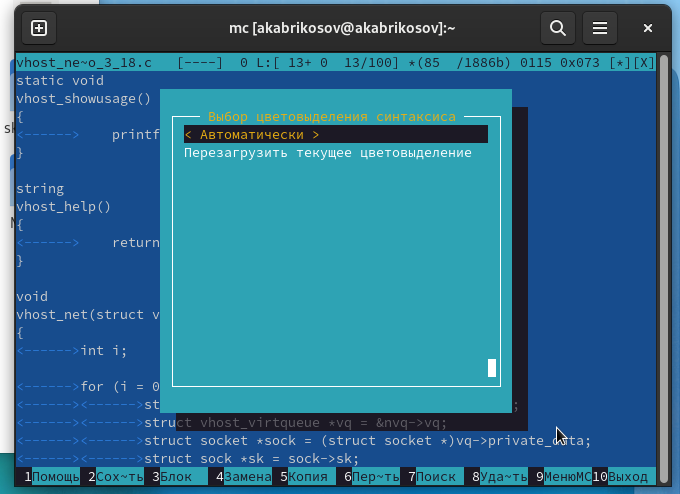 mc [akabrikosov@akabrikosov]:~
vhost_ne~o_3_18.c   [----]  0 L:[ 13+ 0  13/100] *(85  /1886b) 0115 0x073 [*][X]
static void
vhost_showusage()
{
<------>    printf
}
string
vhost_help()
{
<------>    return
}
void
vhost_net(struct v
{
<------>int i;
<------>for (i = 0
<------><------>st ;
<------><------>struct vhost_virtqueue *vq = &nvq->vq;
<------><------>struct socket *sock = (struct socket *)vq->private_data;
<------><------>struct sock *sk = sock->sk;
Выбор цветовыделения синтаксиса
< Автоматически >
Перезагрузить текущее цветовыделение
1Помощь 2Сох~ть 3Блок 4Замена 5Копия 6Пер~ть 7Поиск 8Уда~ть 9МенюMC10Выход